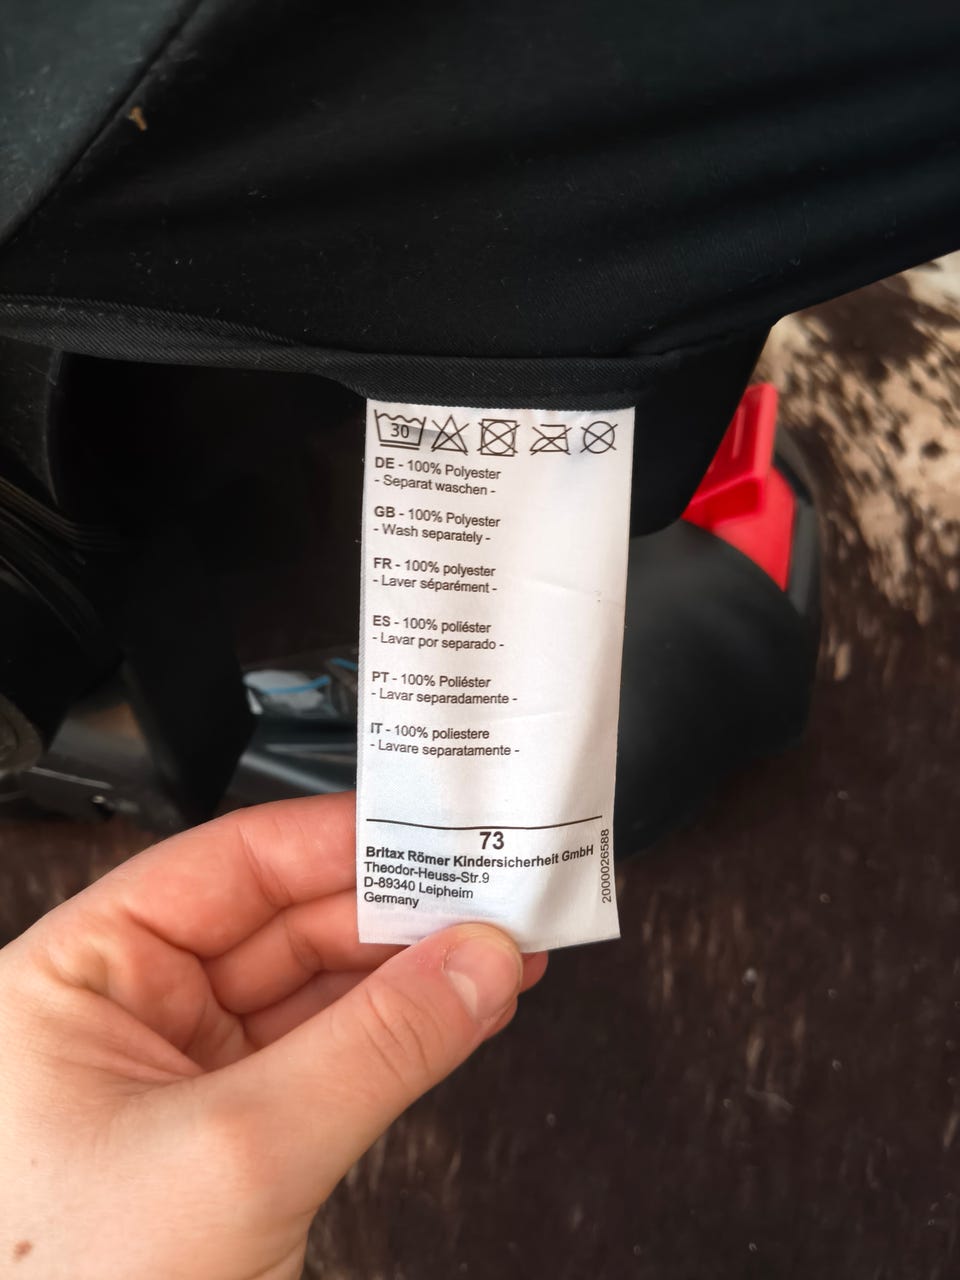 30
DE - 100% Polyester
- Separat waschen -
GB - 100% Polyester
- Wash separately -
FR - 100% polyester
- Laver séparément -
ES - 100% poliéster
- Lavar por separado -
PT - 100% Poliéster
- Lavar separadamente -
IT - 100% poliestere
- Lavare separatamente -
73
Britax Römer Kindersicherheit GmbH
Theodor-Heuss-Str.9
D-89340 Leipheim
Germany
2000026588